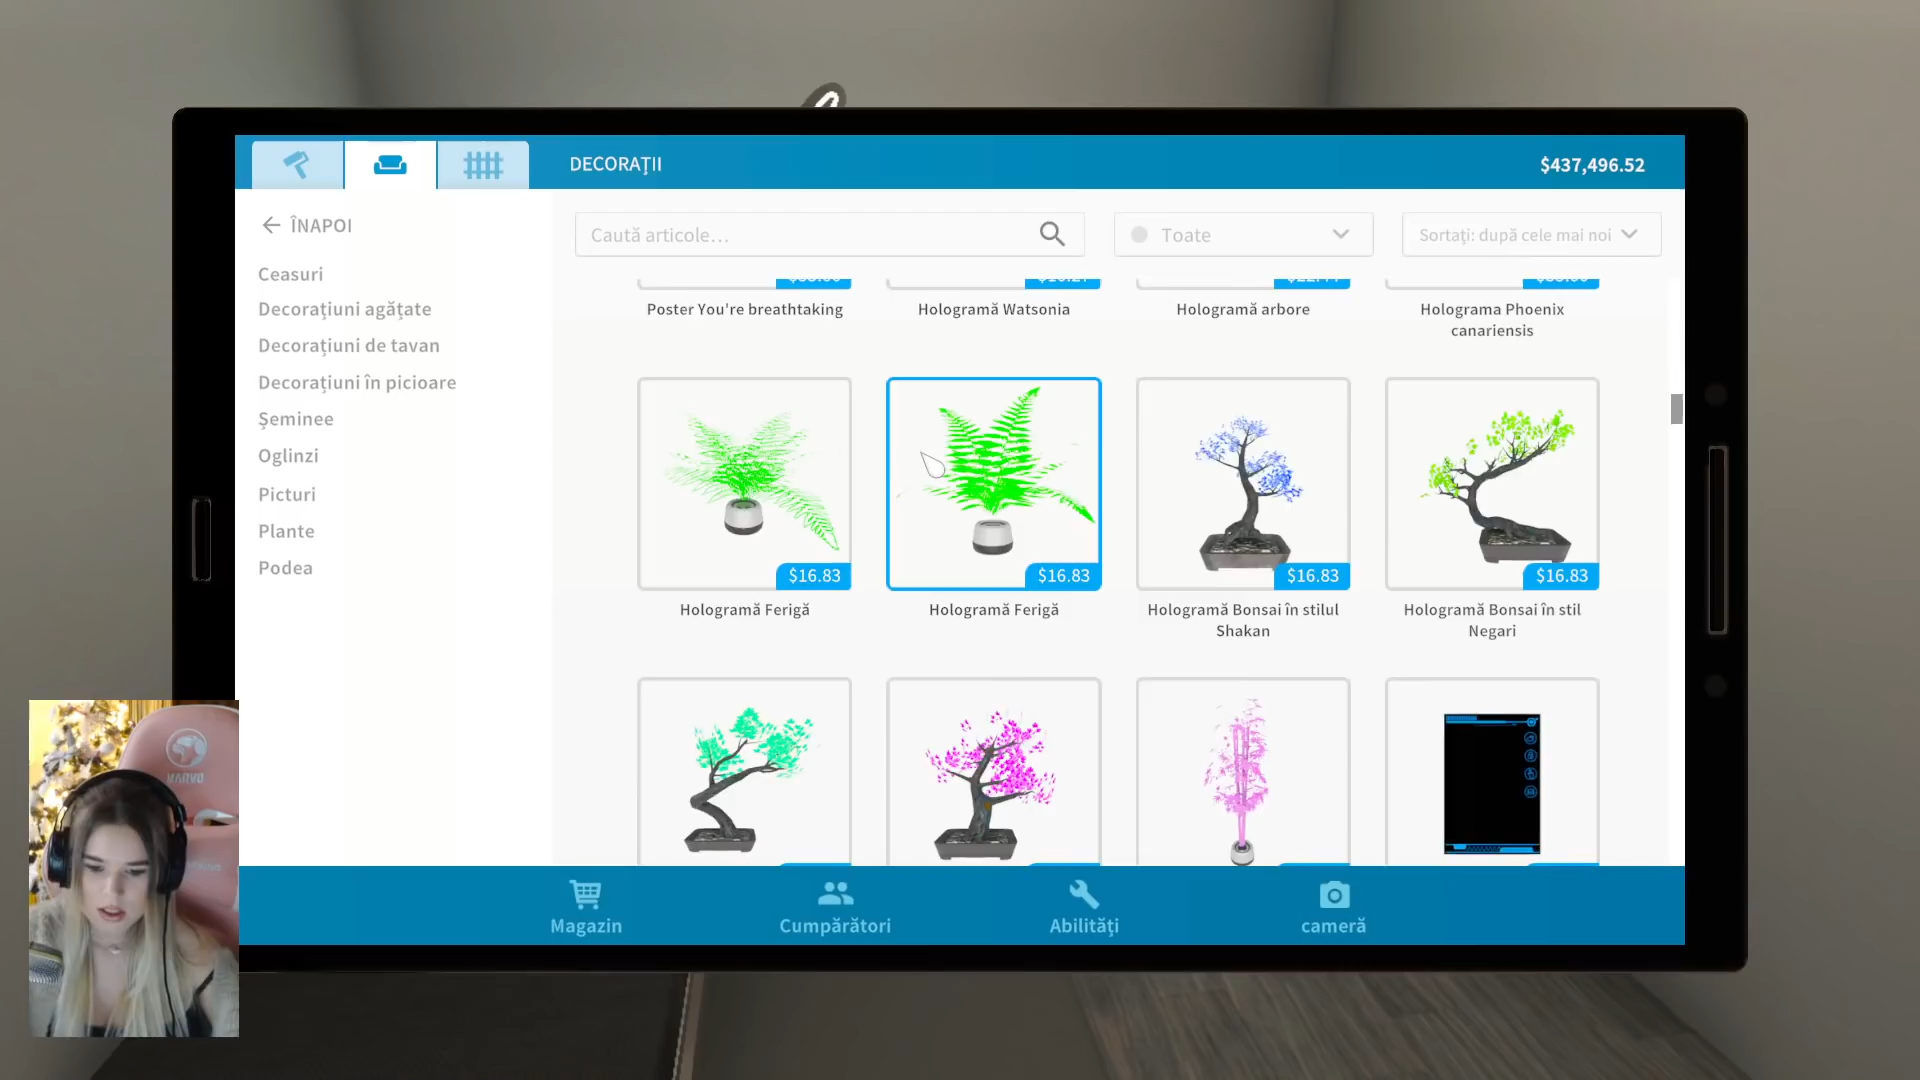 DECORAȚII
$437,496.52
ÎNAPOI
Caută articole...
Toate
Sortați: după cele mai noi
Ceasuri
Decorațiuni agățate
Decorațiuni de tavan
Decorațiuni în picioare
Șeminee
Oglinzi
Picturi
Plante
Podea
Poster You're breathtaking
Hologramă Watsonia
Hologramă arbore
Holograma Phoenix
canariensis
$16.83
$16.83
$16.83
$16.83
Hologramă Ferigă
Hologramă Ferigă
Hologramă Bonsai în stilul
Shakan
Hologramă Bonsai în stil
Negari
MARVO
Magazin
Cumpărători
Abilități
cameră